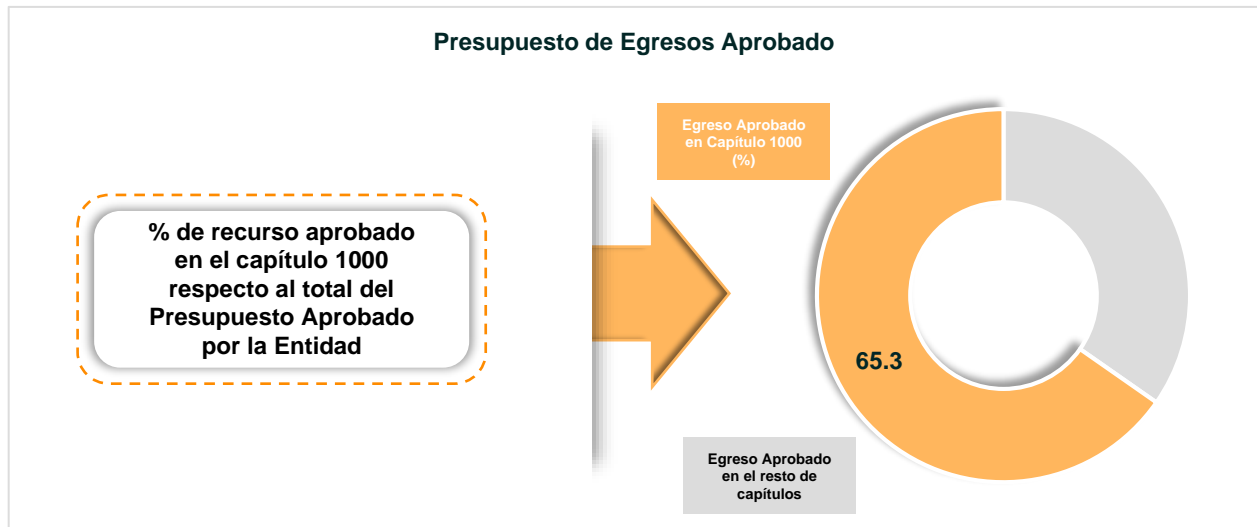 Presupuesto de Egresos Aprobado
Egreso Aprobado
en Capítulo 1000
(%)
% de recurso aprobado
en el capítulo 1000
respecto al total del
Presupuesto Aprobado
por la Entidad
65.3
Egreso Aprobado
en el resto de
capítulos